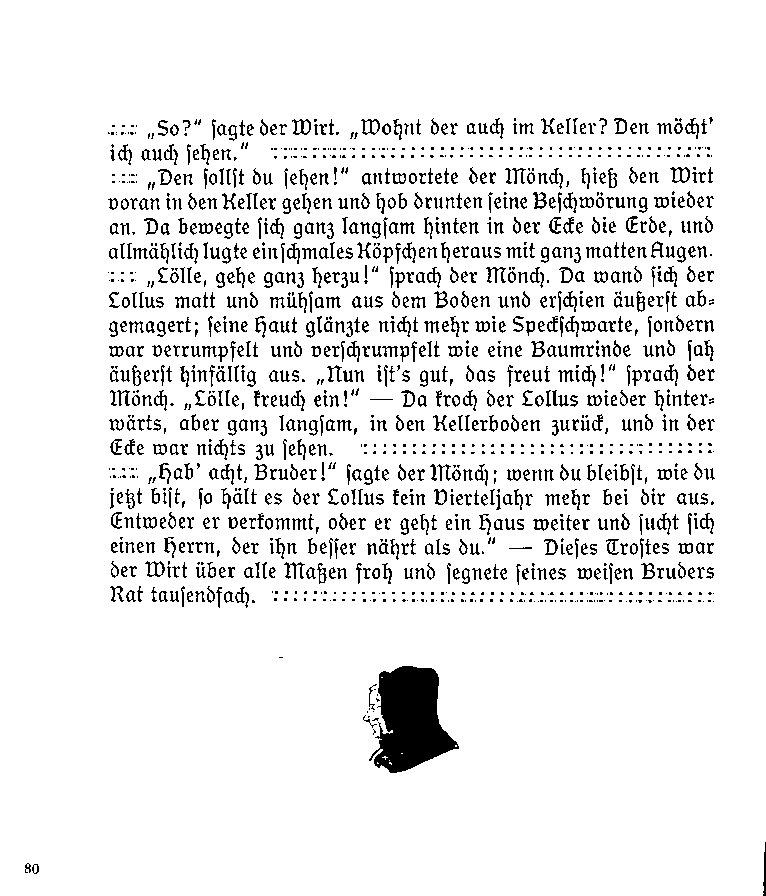 „So?“ sagte der Wirt. „Wohnt der auch im Keller? Den möcht'
ich auch sehen.“
„Den sollst du sehen!“ antwortete der Mönch, hieß den Wirt
voran in den Keller gehen und hob drunten seine Beschwörung wieder
an. Da bewegte sich ganz langsam hinten in der Ecke die Erde, und
allmählich lugte ein schmales Köpfchen heraus mit ganz matten Augen.
„Lölle, gehe ganz herzu!“ sprach der Mönch. Da wand sich der
Lollus matt und mühsam aus dem Boden und erschien äußerst ab-
gemagert; seine Haut glänzte nicht mehr wie Speckschwarte, sondern
war verrumpfelt und verschrumpfelt wie eine Baumrinde und sah
äußerst hinfällig aus. „Nun ist's gut, das freut mich!“ sprach der
Mönch. „Lölle, kreuch ein!“ — Da kroch der Lollus wieder hinter-
wärts, aber ganz langsam, in den Kellerboden zurück, und in der
Ecke war nichts zu sehen.
„Hab' acht, Bruder!“ sagte der Mönch; wenn du bleibst, wie du
jetzt bist, so hält es der Lollus kein Vierteljahr mehr bei dir aus.
Entweder er verkommt, oder er geht ein Haus weiter und sucht sich
einen Herrn, der ihn besser nährt als du.“ — Dieses Trostes war
der Wirt über alle Maßen froh und segnete seines weisen Bruders
Rat tausendfach.
80